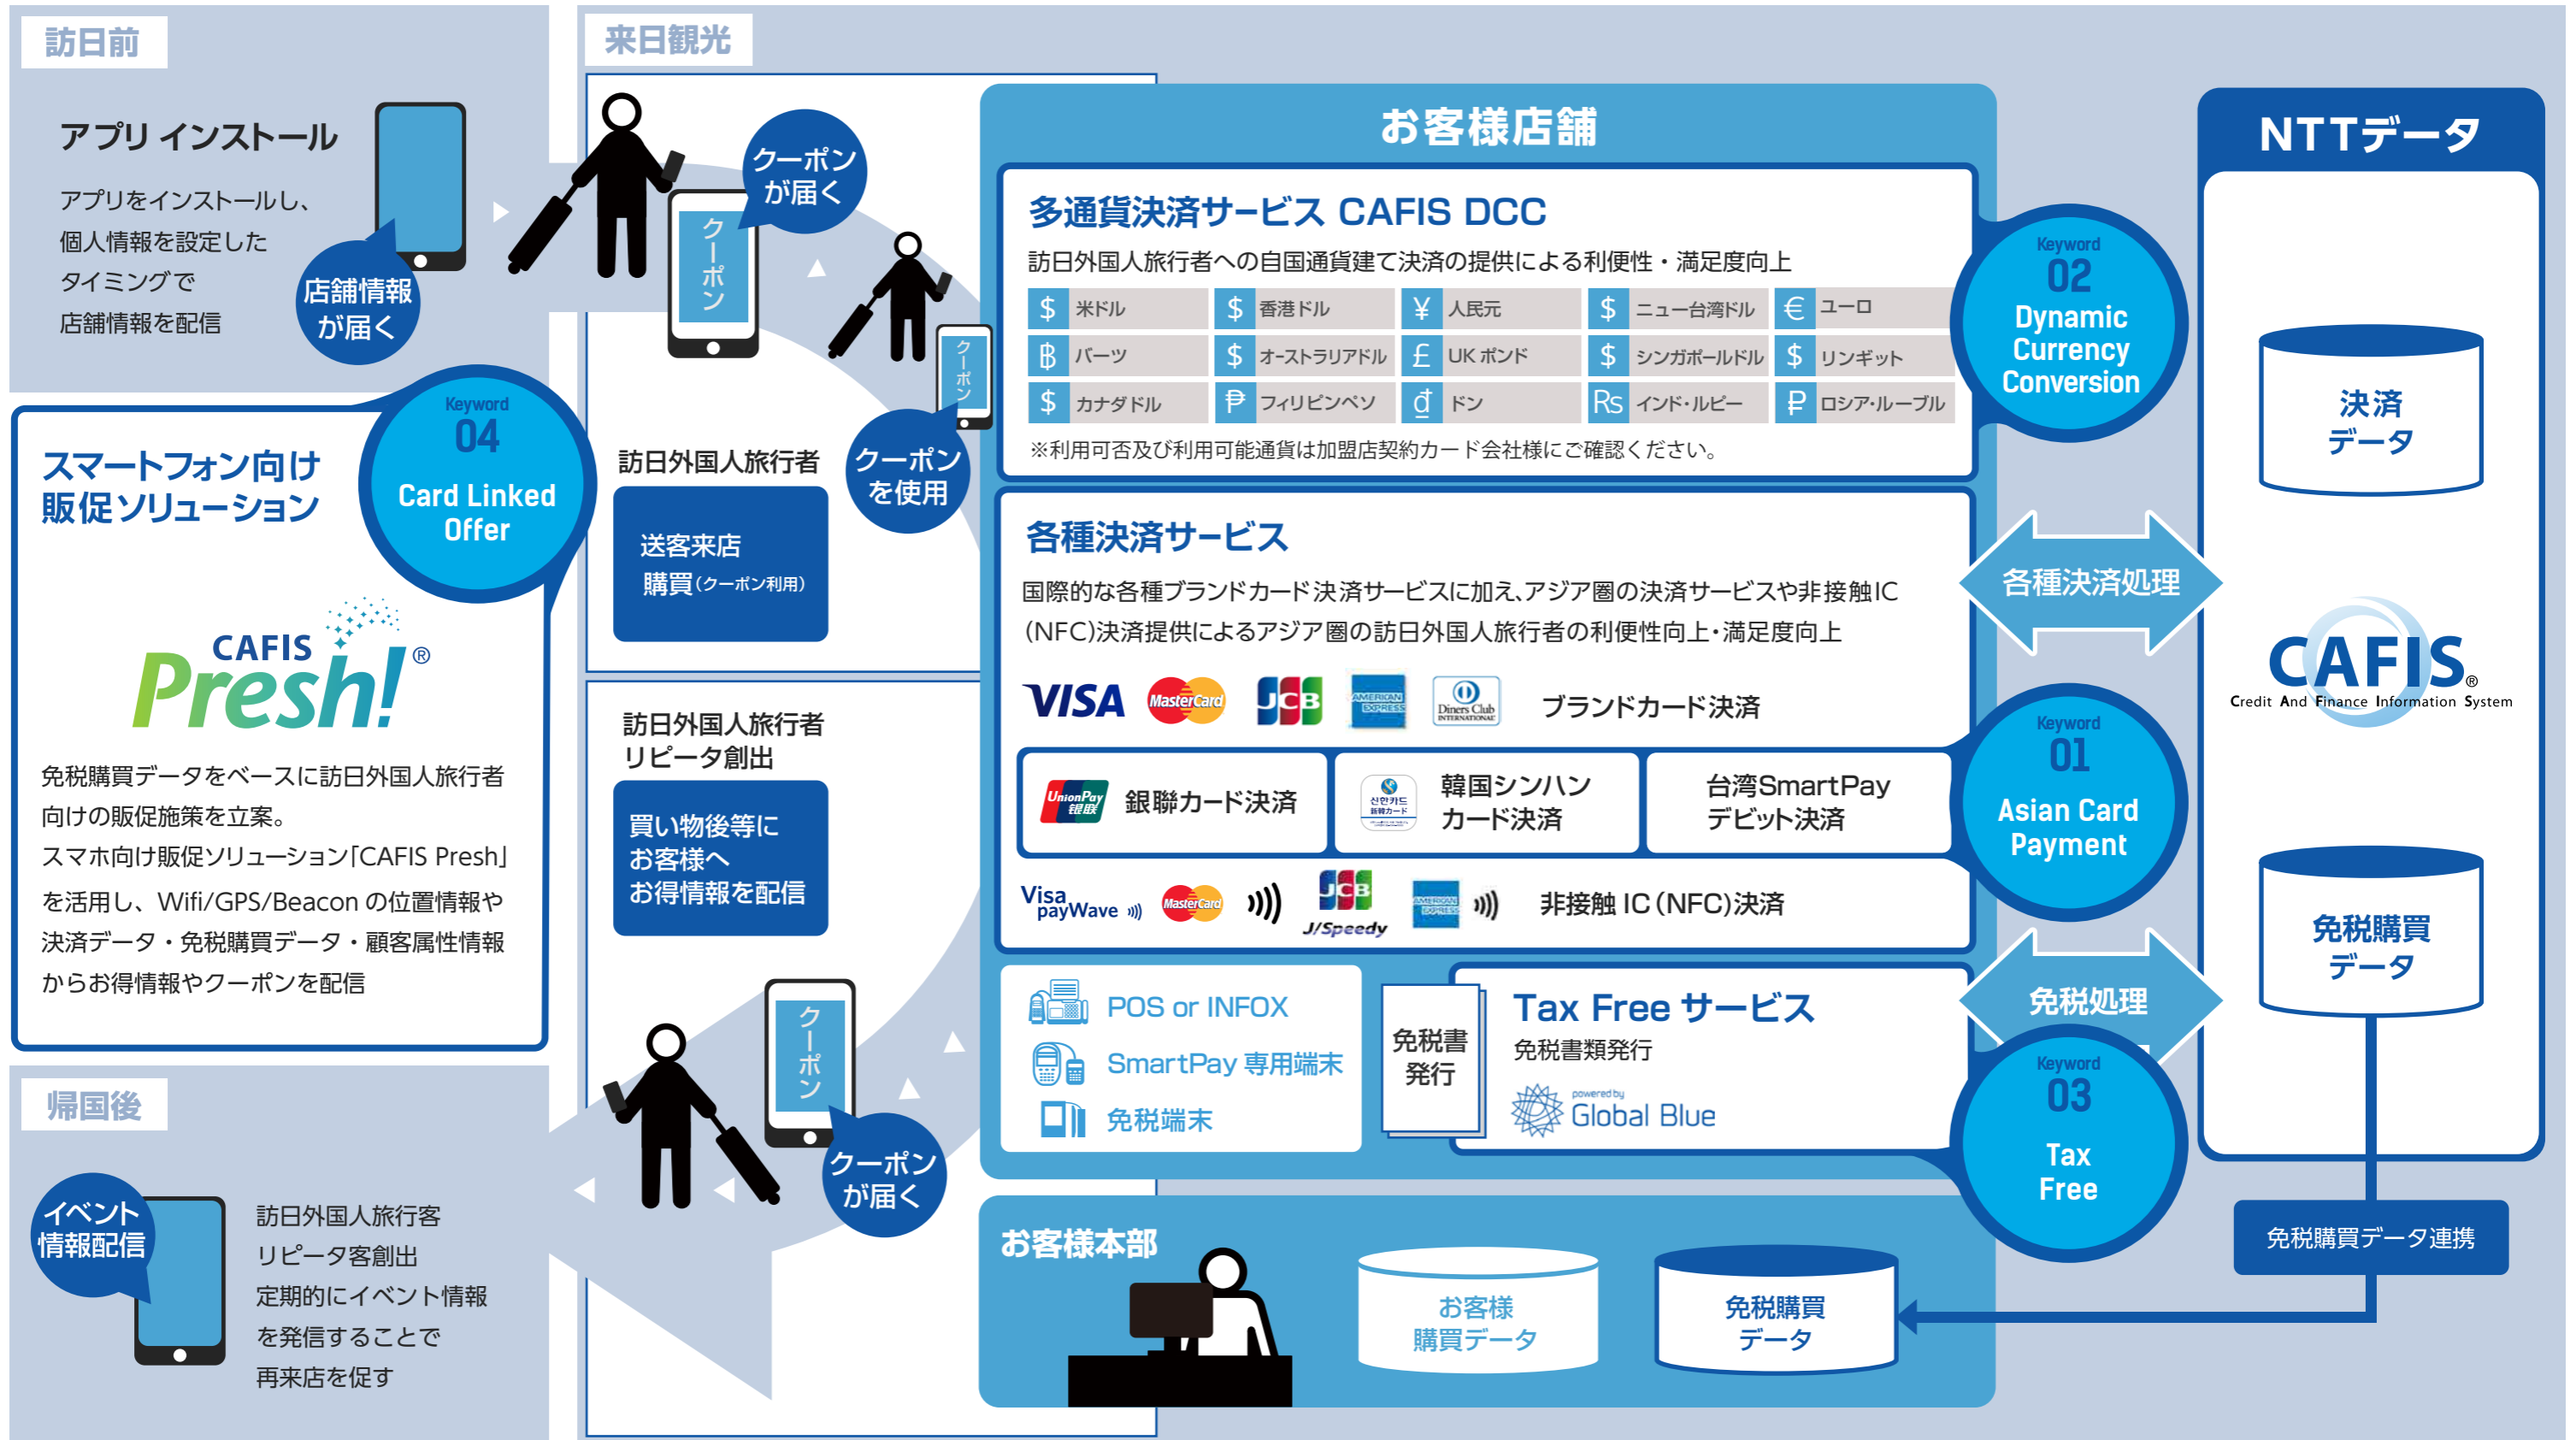 訪日前
アプリ インストール
アプリをインストールし、
個人情報を設定した
タイミングで
店舗情報を配信
店舗情報
が届く
Keyword
04
Card Linked
Offer
スマートフォン向け
販促ソリューション
CAFIS
Presh!®
免税購買データをベースに訪日外国人旅行者
向けの販促施策を立案。
スマホ向け販促ソリューション「CAFIS Presh」
を活用し、Wifi/GPS/Beacon の位置情報や
決済データ・免税購買データ・顧客属性情報
からお得情報やクーポンを配信
帰国後
イベント
情報配信
訪日外国人旅行客
リピータ客創出
定期的にイベント情報
を発信することで
再来店を促す
来日観光
クーポン
が届く
クーポン
クーポン
クーポン
を使用
訪日外国人旅行者
送客来店
購買(クーポン利用)
訪日外国人旅行者
リピータ創出
買い物後等に
お客様へ
お得情報を配信
クーポン
クーポン
が届く
お客様店舗
多通貨決済サービス CAFIS DCC
訪日外国人旅行者への自国通貨建て決済の提供による利便性・満足度向上
$ 米ドル $ 香港ドル ¥ 人民元 $ ニュー台湾ドル € ユーロ
฿ バーツ $ オーストラリアドル £ UK ポンド $ シンガポールドル $ リンギット
$ カナダドル ₱ フィリピンペソ ₫ ドン Rs インド・ルピー ₽ ロシア・ルーブル
※利用可否及び利用可能通貨は加盟店契約カード会社様にご確認ください。
Keyword
02
Dynamic
Currency
Conversion
各種決済サービス
国際的な各種ブランドカード決済サービスに加え、アジア圏の決済サービスや非接触IC
(NFC)決済提供によるアジア圏の訪日外国人旅行者の利便性向上・満足度向上
VISA MasterCard JCB AMERICAN EXPRESS Diners Club INTERNATIONAL ブランドカード決済
UnionPay
银联
銀聯カード決済
신한카드
新韓カード
韓国シンハン
カード決済
台湾SmartPay
デビット決済
Visa
payWave MasterCard JCB J/Speedy AMERICAN EXPRESS 非接触 IC(NFC)決済
Keyword
01
Asian Card
Payment
各種決済処理
POS or INFOX
SmartPay 専用端末
免税端末
免税書
発行
Tax Free サービス
免税書類発行
powered by
Global Blue
免税処理
Keyword
03
Tax
Free
お客様本部
お客様
購買データ
免税購買
データ
NTTデータ
決済
データ
CAFIS®
Credit And Finance Information System
免税購買
データ
免税購買データ連携